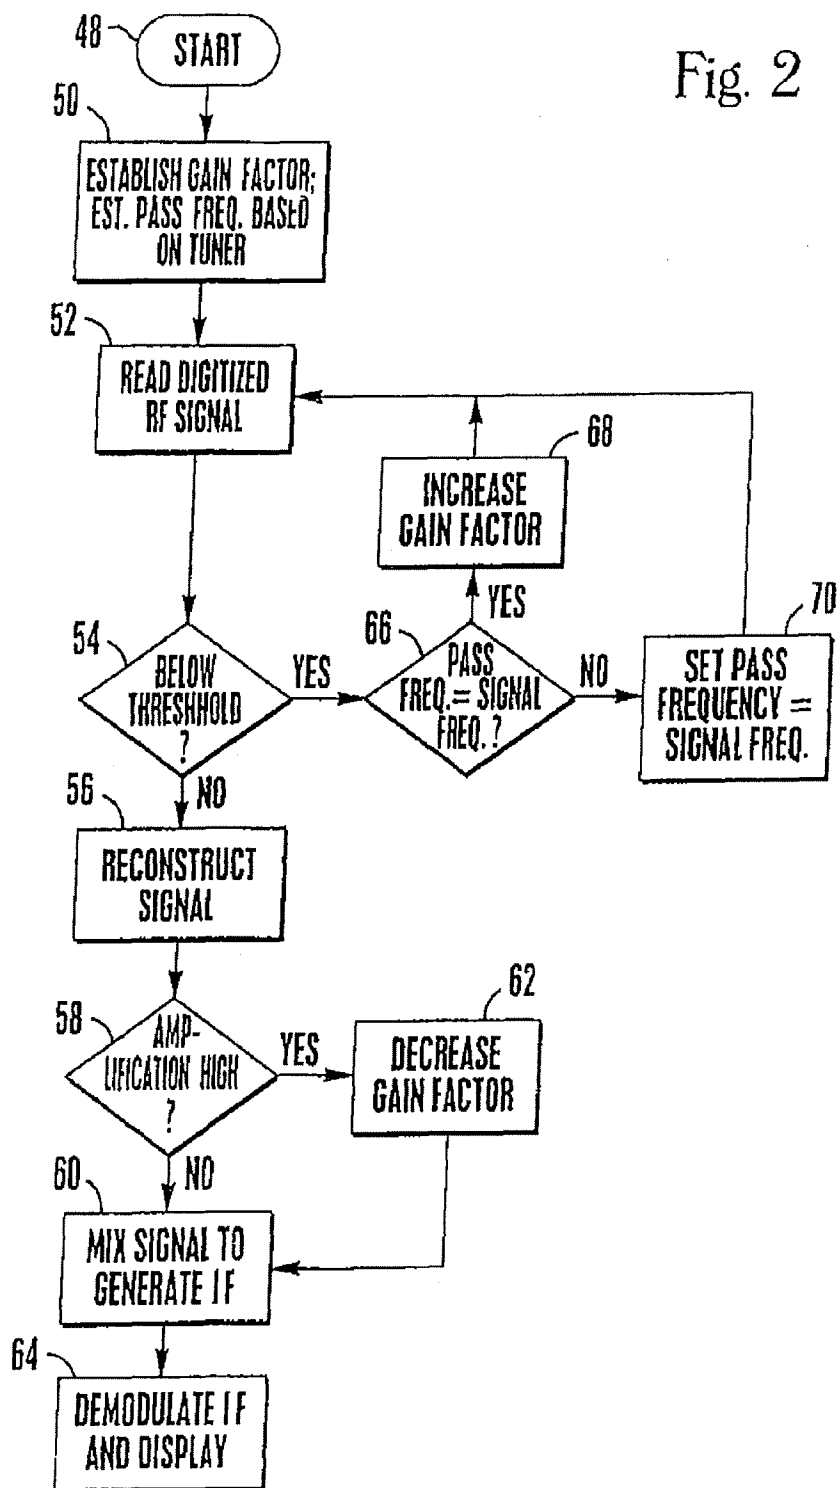 Fig. 2
48
START
50
ESTABLISH GAIN FACTOR;
EST. PASS FREQ. BASED
ON TUNER
52
READ DIGITIZED
RF SIGNAL
68
INCREASE
GAIN FACTOR
54
BELOW
THRESHHOLD
?
YES
NO
66
PASS
FREQ.= SIGNAL
FREQ. ?
YES
NO
70
SET PASS
FREQUENCY =
SIGNAL FREQ.
56
RECONSTRUCT
SIGNAL
58
AMP-
LIFICATION HIGH
?
YES
NO
62
DECREASE
GAIN FACTOR
60
MIX SIGNAL TO
GENERATE IF
64
DEMODULATE IF
AND DISPLAY